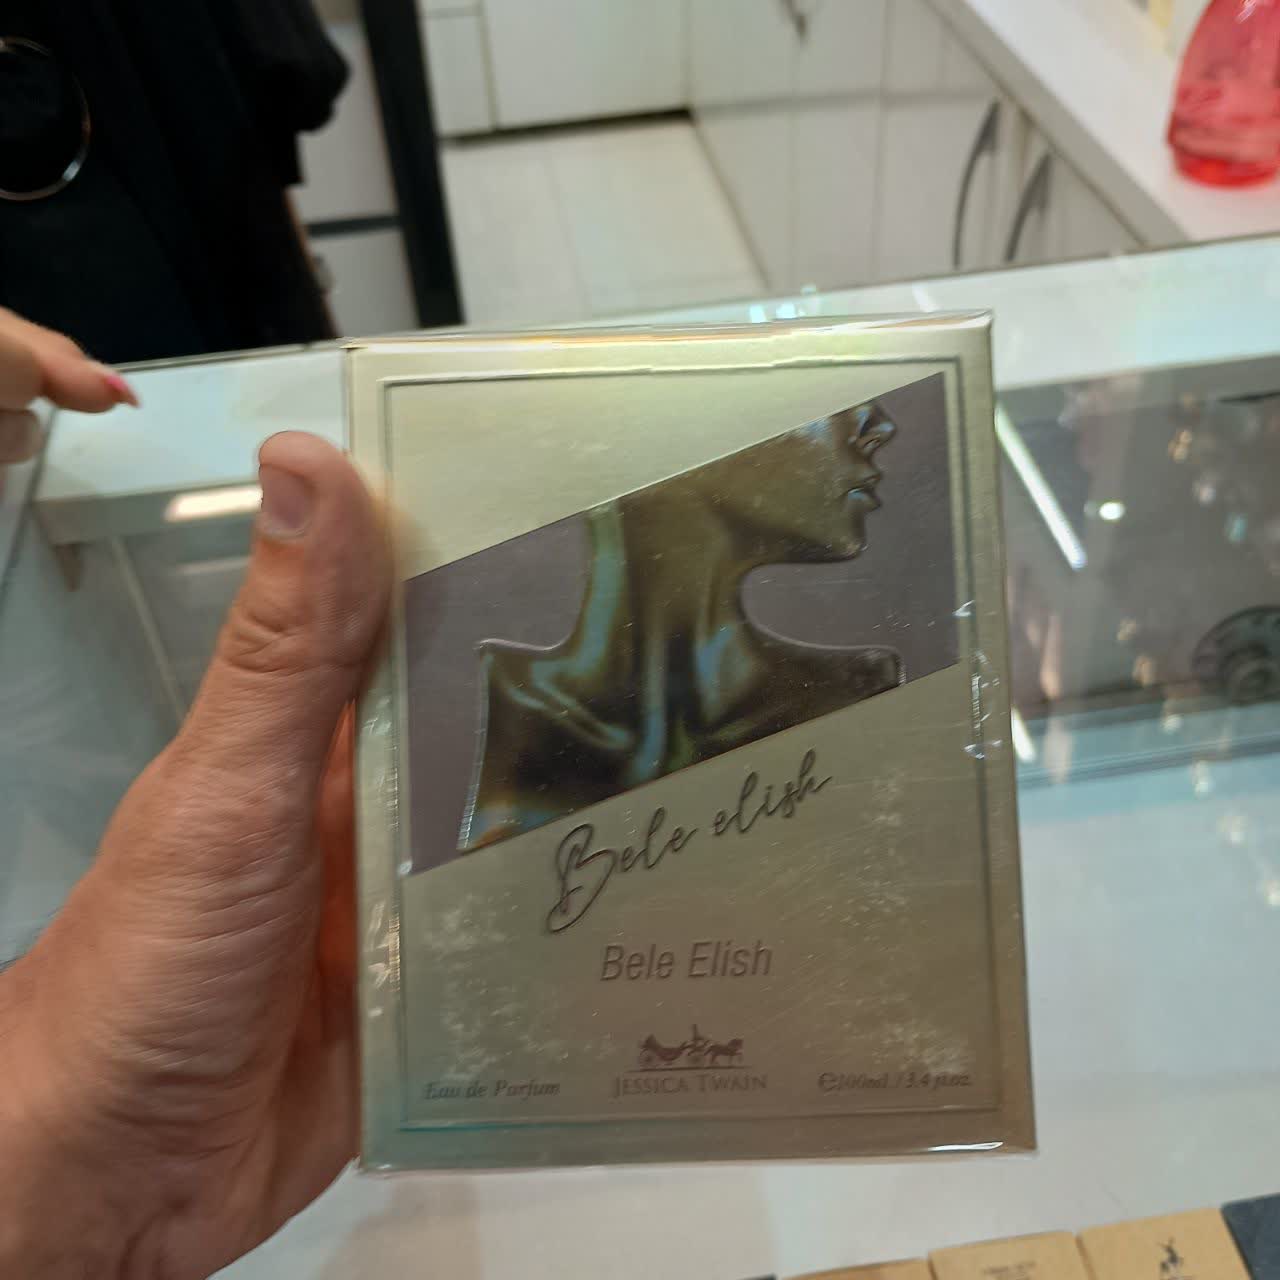 Bele elish
Bele Elish
JESSICA TWAIN
Eau de Parfum
℮100ml / 3.4 fl.oz.